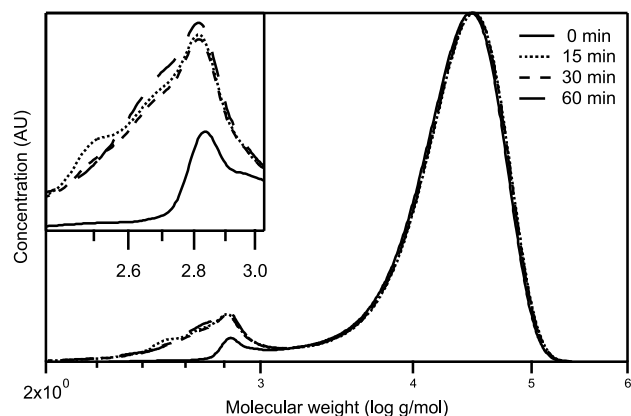 0 min
15 min
30 min
60 min
Concentration (AU)
2.6 2.8 3.0
2x10⁰ 3 4 5 6
Molecular weight (log g/mol)